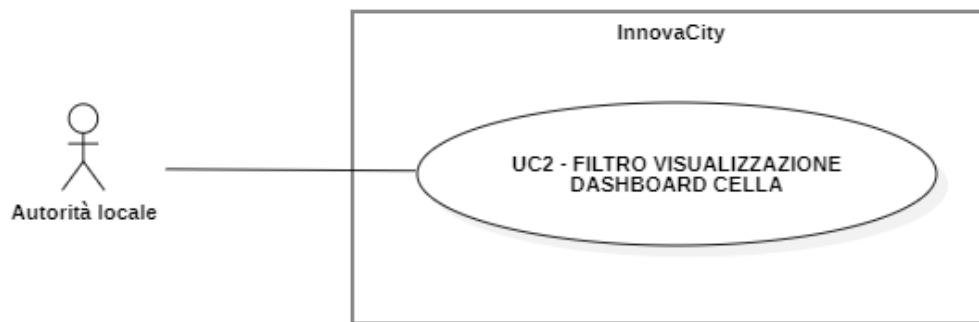 InnovaCity
UC2 - FILTRO VISUALIZZAZIONE
DASHBOARD CELLA
Autorità locale